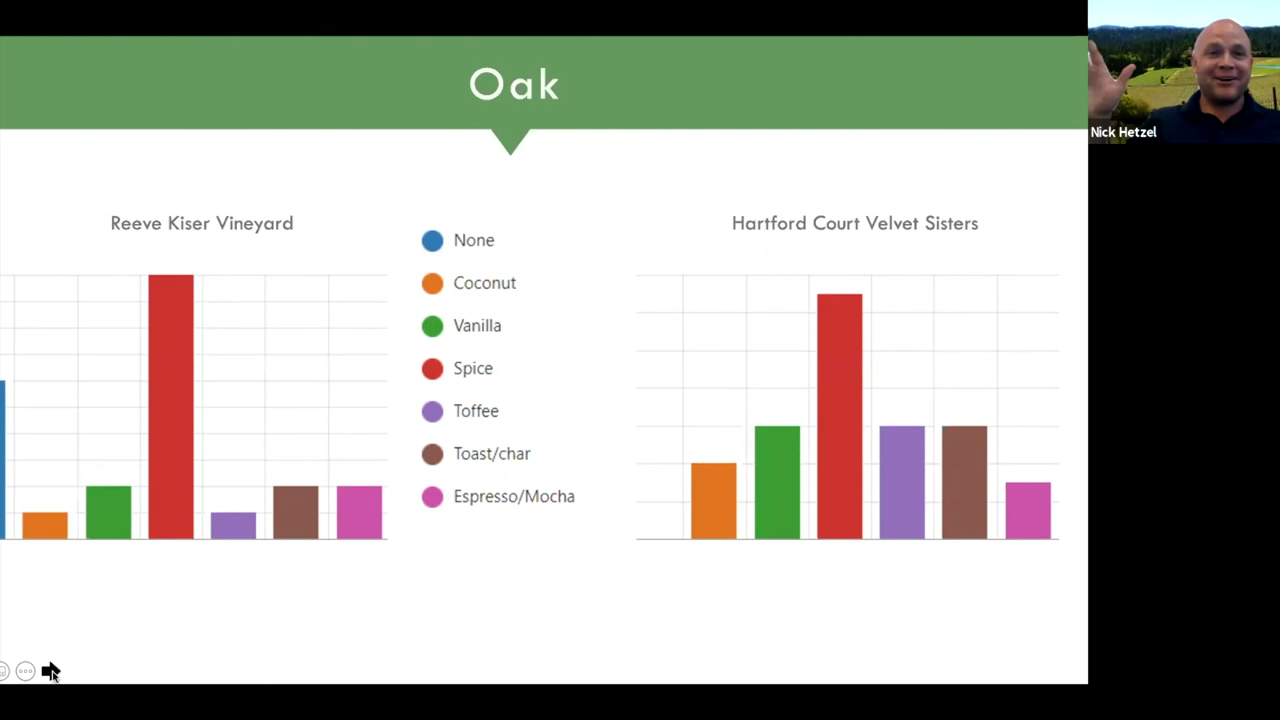 Oak
Nick Hetzel
Reeve Kiser Vineyard
Hartford Court Velvet Sisters
None
Coconut
Vanilla
Spice
Toffee
Toast/char
Espresso/Mocha